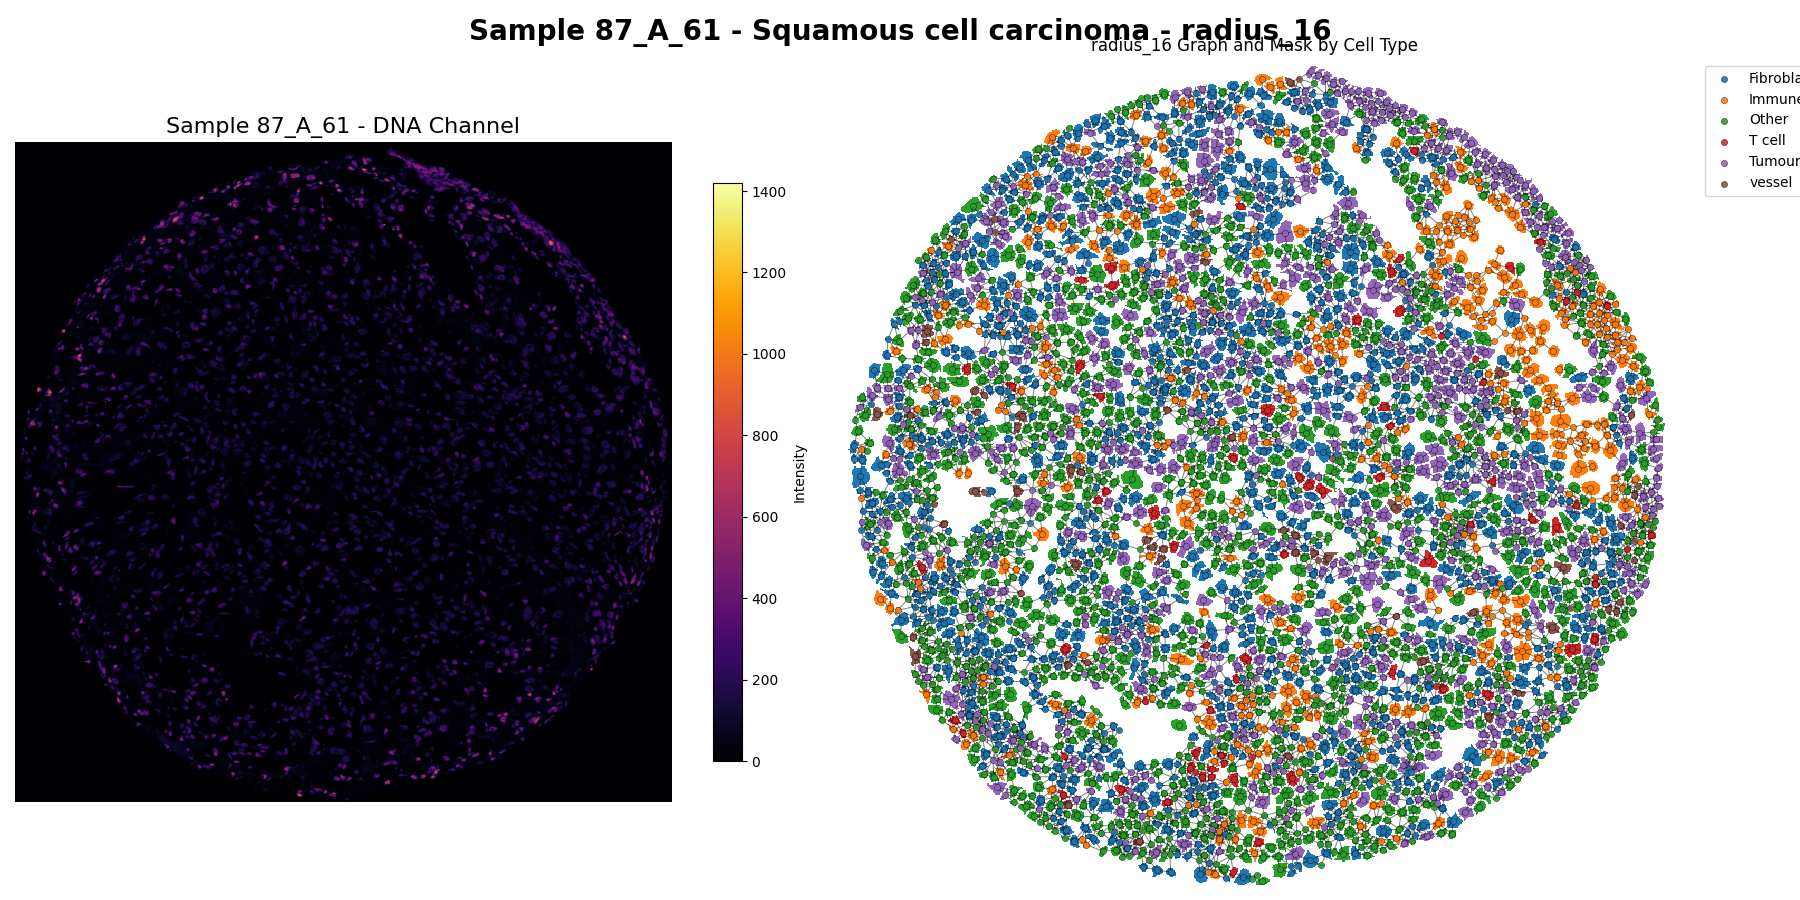 Sample 87_A_61 - Squamous cell carcinoma - radius_16
radius_16 Graph and Mask by Cell Type
Sample 87_A_61 - DNA Channel
1400
1200
1000
800
600
400
200
0
Intensity
Fibrobla
Immune
Other
T cell
Tumour
vessel